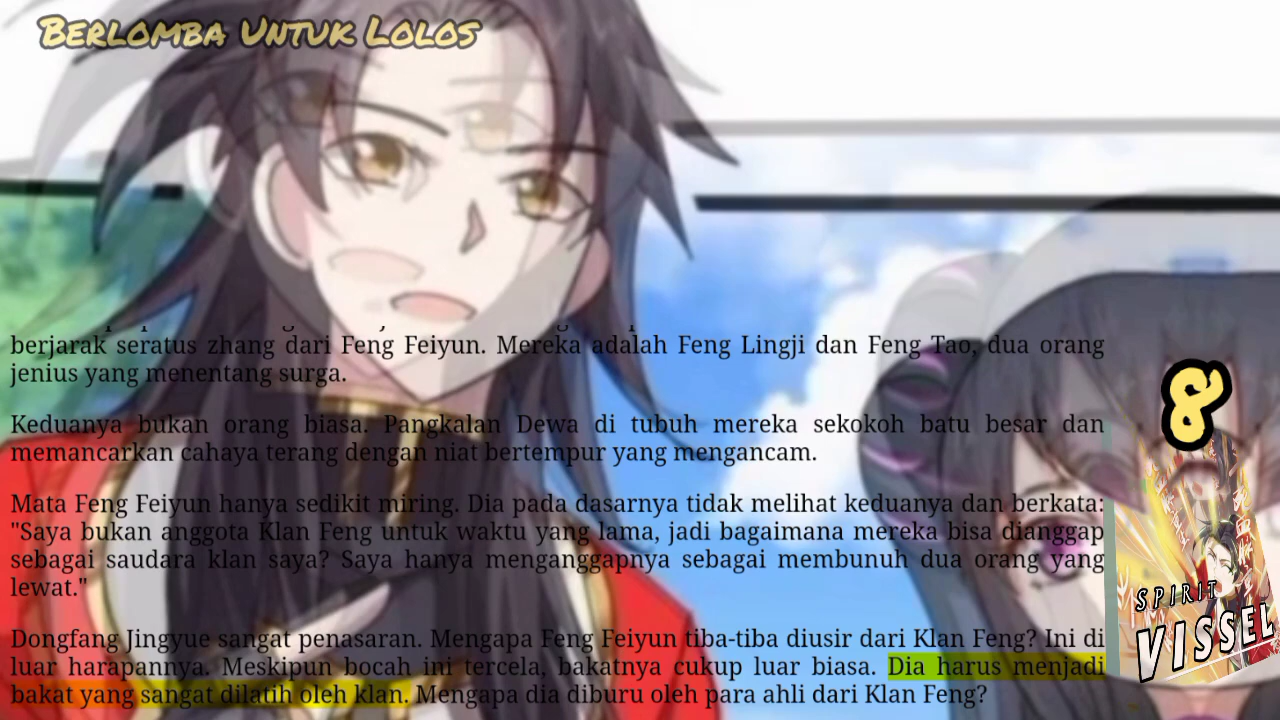 Berlomba Untuk Lolos
berjarak seratus zhang dari Feng Feiyun. Mereka adalah Feng Lingji dan Feng Tao, dua orang
jenius yang menentang surga.
Keduanya bukan orang biasa. Pangkalan Dewa di tubuh mereka sekokoh batu besar dan
memancarkan cahaya terang dengan niat bertempur yang mengancam.
Mata Feng Feiyun hanya sedikit miring. Dia pada dasarnya tidak melihat keduanya dan berkata:
"Saya bukan anggota Klan Feng untuk waktu yang lama, jadi bagaimana mereka bisa dianggap
sebagai saudara klan saya? Saya hanya menganggapnya sebagai membunuh dua orang yang
lewat."
Dongfang Jingyue sangat penasaran. Mengapa Feng Feiyun tiba-tiba diusir dari Klan Feng? Ini di
luar harapannya. Meskipun bocah ini tercela, bakatnya cukup luar biasa. Dia harus menjadi
bakat yang sangat dilatih oleh klan. Mengapa dia diburu oleh para ahli dari Klan Feng?
8
SPIRIT
VISSEL